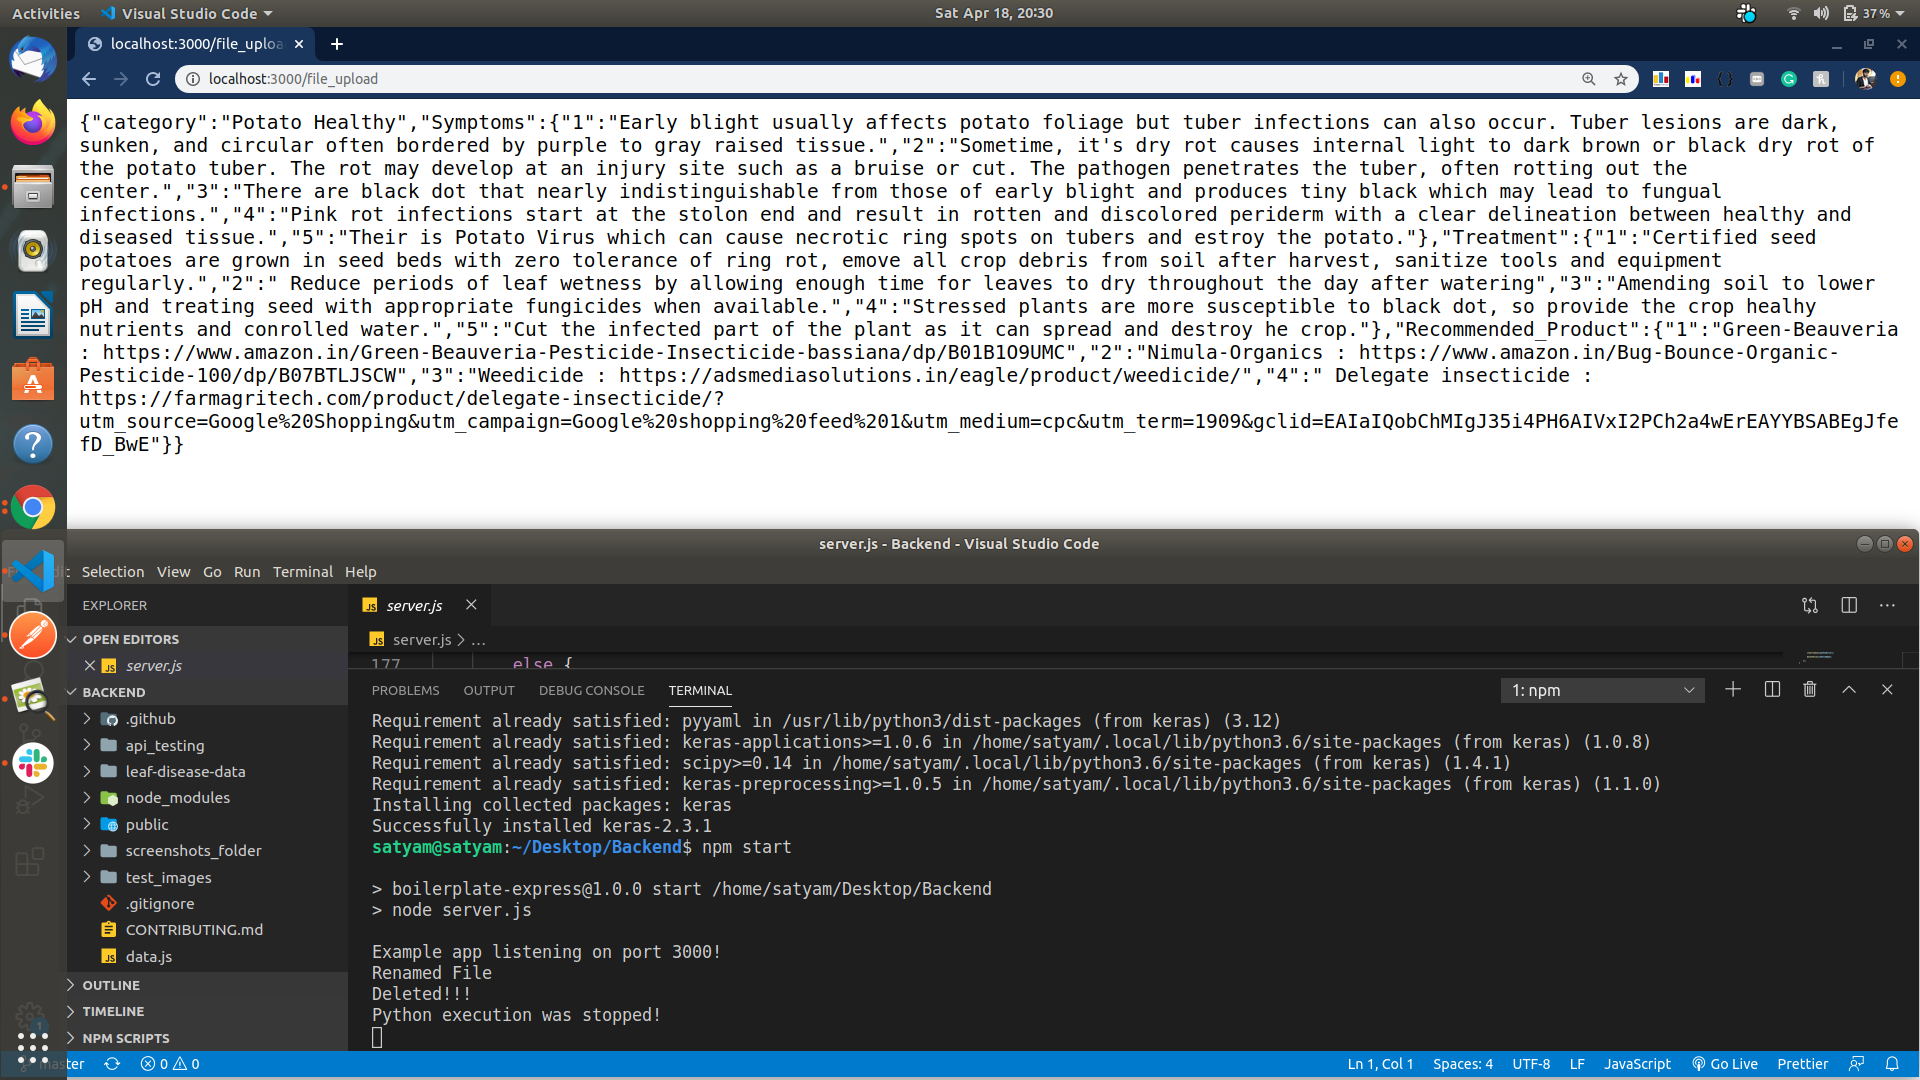 Activities
Visual Studio Code
Sat Apr 18, 20:30
37 %
localhost:3000/file_uploa
localhost:3000/file_upload
{"category":"Potato Healthy","Symptoms":{"1":"Early blight usually affects potato foliage but tuber infections can also occur. Tuber lesions are dark,
sunken, and circular often bordered by purple to gray raised tissue.","2":"Sometime, it's dry rot causes internal light to dark brown or black dry rot of
the potato tuber. The rot may develop at an injury site such as a bruise or cut. The pathogen penetrates the tuber, often rotting out the
center.","3":"There are black dot that nearly indistinguishable from those of early blight and produces tiny black which may lead to fungual
infections.","4":"Pink rot infections start at the stolon end and result in rotten and discolored periderm with a clear delineation between healthy and
diseased tissue.","5":"Their is Potato Virus which can cause necrotic ring spots on tubers and estroy the potato."},"Treatment":{"1":"Certified seed
potatoes are grown in seed beds with zero tolerance of ring rot, emove all crop debris from soil after harvest, sanitize tools and equipment
regularly.","2":" Reduce periods of leaf wetness by allowing enough time for leaves to dry throughout the day after watering","3":"Amending soil to lower
pH and treating seed with appropriate fungicides when available.","4":"Stressed plants are more susceptible to black dot, so provide the crop healhy
nutrients and conrolled water.","5":"Cut the infected part of the plant as it can spread and destroy he crop."},"Recommended_Product":{"1":"Green-Beauveria
: https://www.amazon.in/Green-Beauveria-Pesticide-Insecticide-bassiana/dp/B01B1O9UMC","2":"Nimula-Organics : https://www.amazon.in/Bug-Bounce-Organic-
Pesticide-100/dp/B07BTLJSCW","3":"Weedicide : https://adsmediasolutions.in/eagle/product/weedicide/","4":" Delegate insecticide :
https://farmagritech.com/product/delegate-insecticide/?
utm_source=Google%20Shopping&utm_campaign=Google%20shopping%20feed%201&utm_medium=cpc&utm_term=1909&gclid=EAIaIQobChMIgJ35i4PH6AIVxI2PCh2a4wErEAYYBSABEgJfe
fD_BwE"}}
server.js - Backend - Visual Studio Code
Selection View Go Run Terminal Help
EXPLORER
OPEN EDITORS
server.js
BACKEND
.github
api_testing
leaf-disease-data
node_modules
public
screenshots_folder
test_images
.gitignore
CONTRIBUTING.md
data.js
OUTLINE
TIMELINE
NPM SCRIPTS
server.js
server.js > ...
177 else {
PROBLEMS OUTPUT DEBUG CONSOLE TERMINAL
1: npm
Requirement already satisfied: pyyaml in /usr/lib/python3/dist-packages (from keras) (3.12)
Requirement already satisfied: keras-applications>=1.0.6 in /home/satyam/.local/lib/python3.6/site-packages (from keras) (1.0.8)
Requirement already satisfied: scipy>=0.14 in /home/satyam/.local/lib/python3.6/site-packages (from keras) (1.4.1)
Requirement already satisfied: keras-preprocessing>=1.0.5 in /home/satyam/.local/lib/python3.6/site-packages (from keras) (1.1.0)
Installing collected packages: keras
Successfully installed keras-2.3.1
satyam@satyam:~/Desktop/Backend$ npm start
> boilerplate-express@1.0.0 start /home/satyam/Desktop/Backend
> node server.js
Example app listening on port 3000!
Renamed File
Deleted!!!
Python execution was stopped!
master 0 0
Ln 1, Col 1 Spaces: 4 UTF-8 LF JavaScript Go Live Prettier